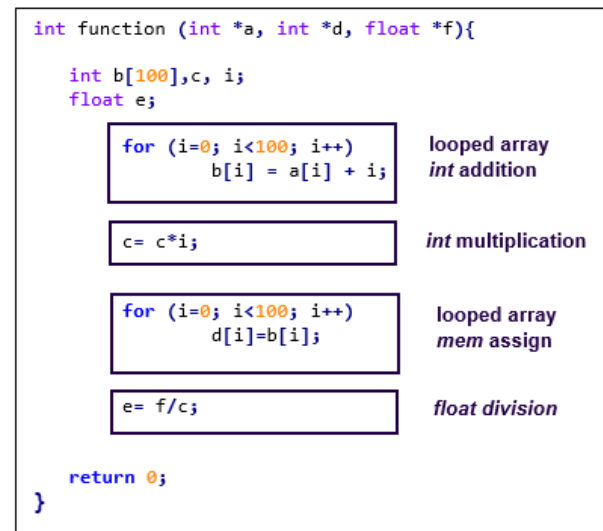 int function (int *a, int *d, float *f){
int b[100],c, i;
float e;
for (i=0; i<100; i++)
b[i] = a[i] + i;
looped array
int addition
c= c*i;
int multiplication
for (i=0; i<100; i++)
d[i]=b[i];
looped array
mem assign
e= f/c;
float division
return 0;
}